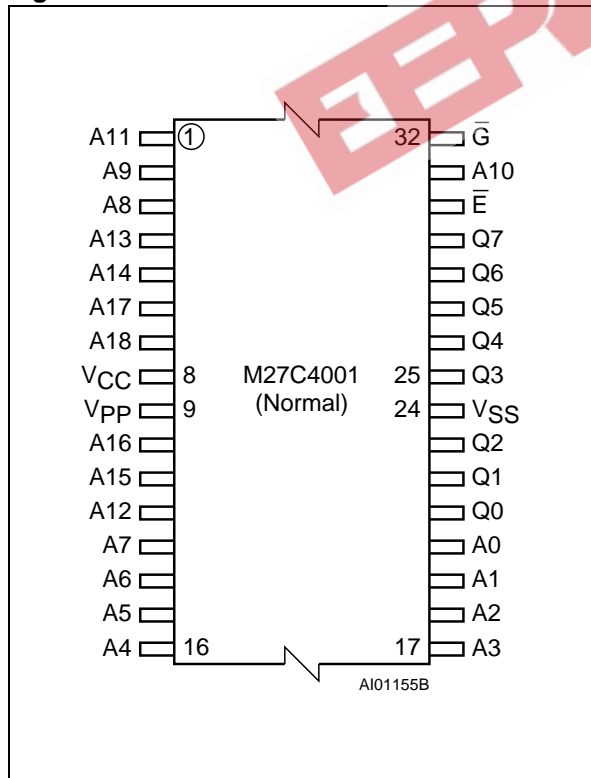 A11 1 32 G̅
A9 A10
A8 E̅
A13 Q7
A14 Q6
A17 Q5
A18 Q4
VCC 8 M27C4001 25 Q3
VPP 9 (Normal) 24 VSS
A16 Q2
A15 Q1
A12 Q0
A7 A0
A6 A1
A5 A2
A4 16 17 A3
AI01155B